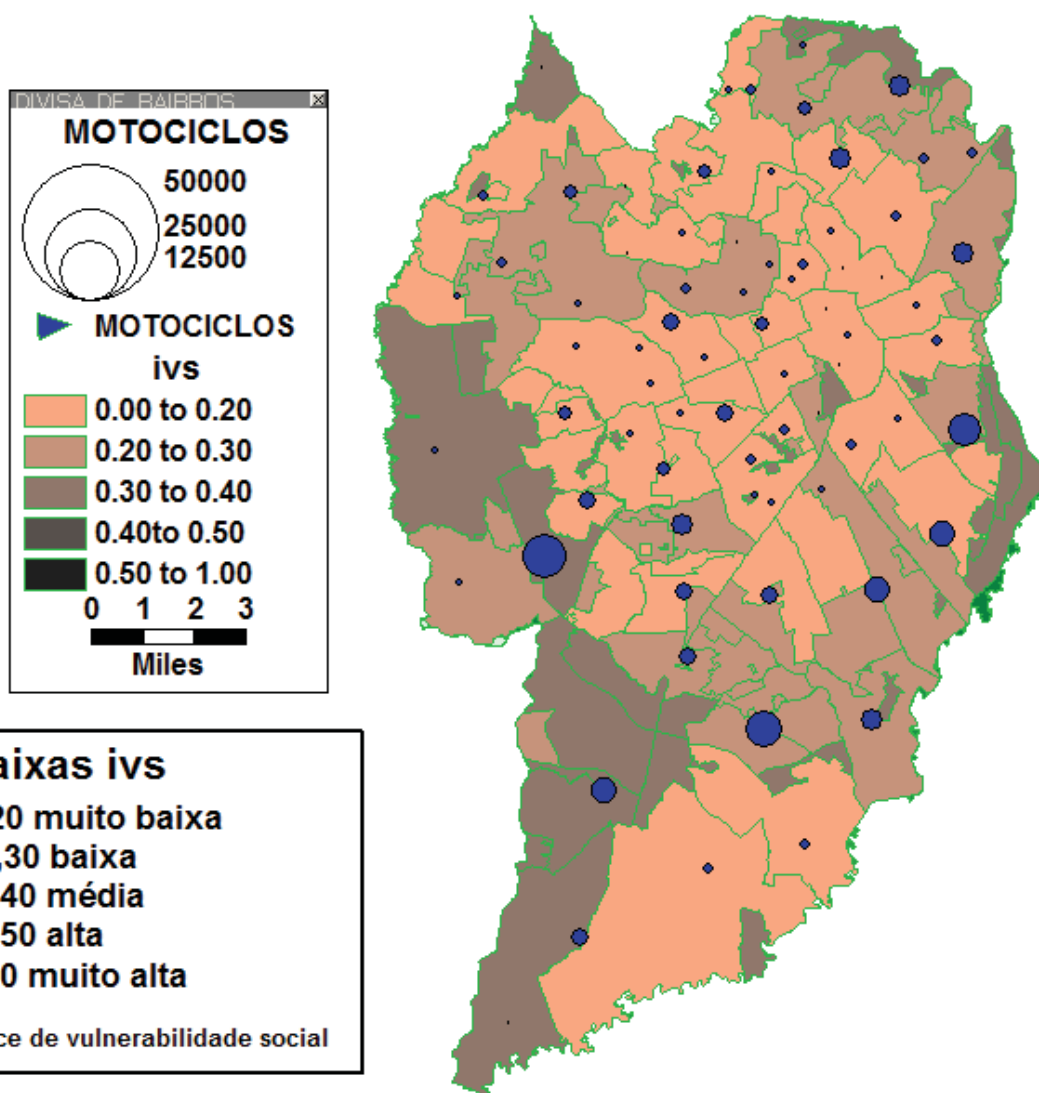 DIVISA DE BAIRROS
MOTOCICLOS
50000
25000
12500
MOTOCICLOS
ivs
0.00 to 0.20
0.20 to 0.30
0.30 to 0.40
0.40to 0.50
0.50 to 1.00
0 1 2 3
Miles
aixas ivs
20 muito baixa
,30 baixa
40 média
50 alta
0 muito alta
ce de vulnerabilidade social